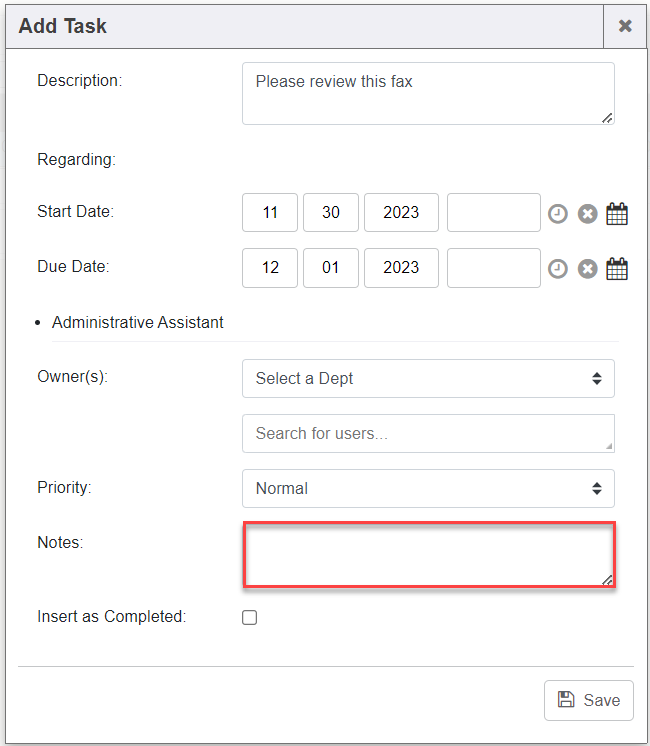 Add Task
Description:
Please review this fax
Regarding:
Start Date:
11 30 2023
Due Date:
12 01 2023
• Administrative Assistant
Owner(s):
Select a Dept
Search for users...
Priority:
Normal
Notes:
Insert as Completed:
Save